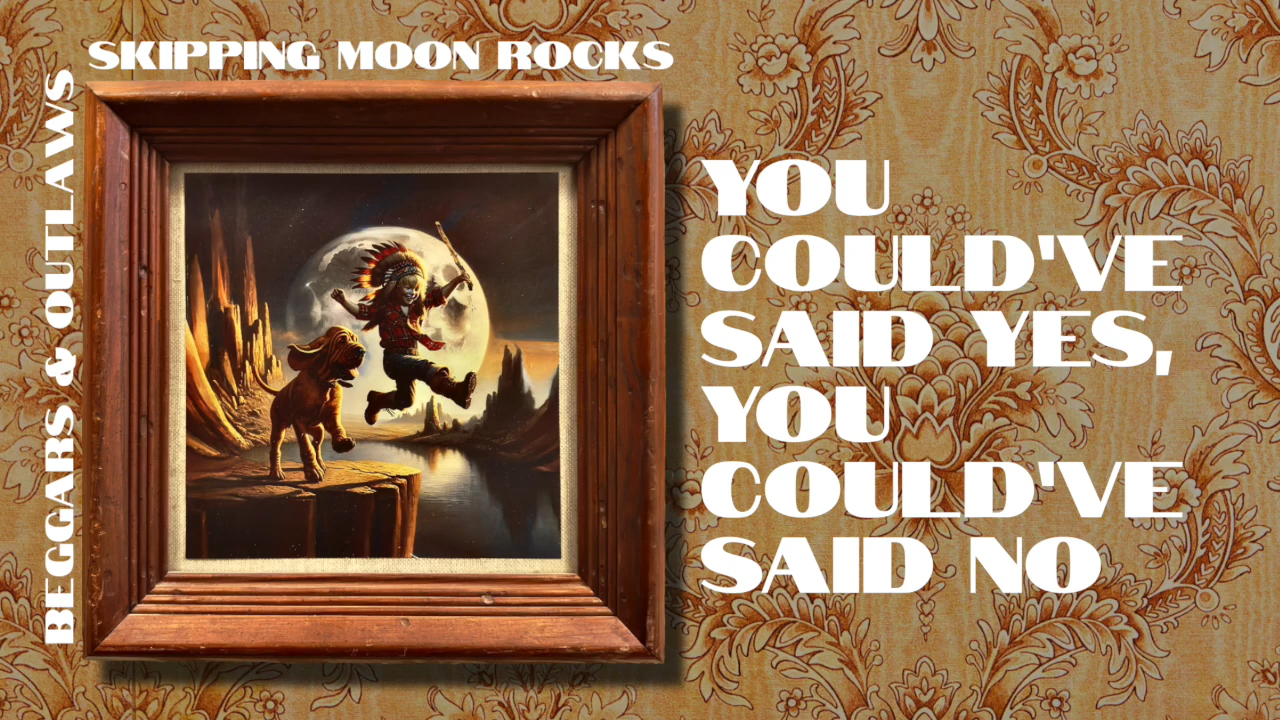 SKIPPING MOON ROCKS
BEGGARS & OUTLAWS
YOU
COULD'VE
SAID YES,
YOU
COULD'VE
SAID NO